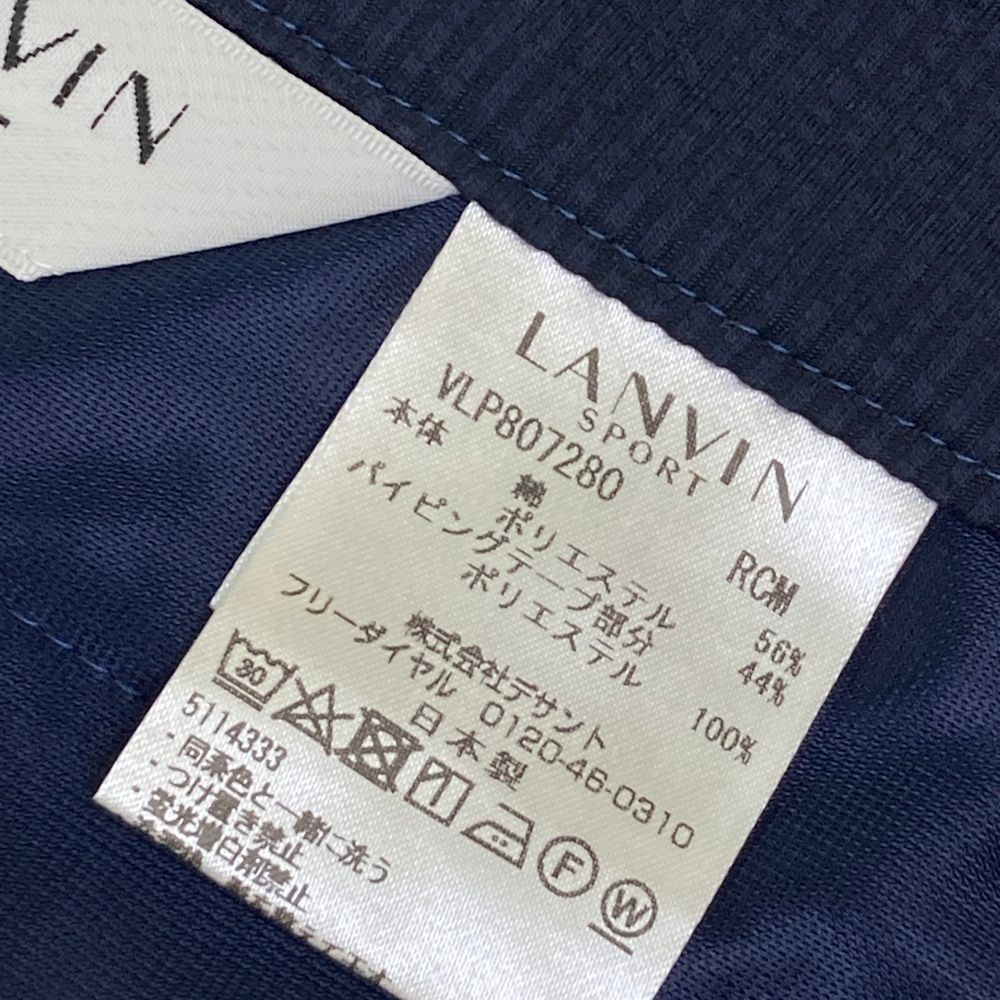 VIN
LANVIN
SPORT
VLP807280 RCM
本体 綿 56%
ポリエステル 44%
パイピングテープ部分
ポリエステル 100%
株式会社デサント
フリーダイヤル 0120-46-0310
日本製
30 F W
5114333
・同系色と一緒に洗う
・つけ置き禁止
・蛍光増白剤禁止